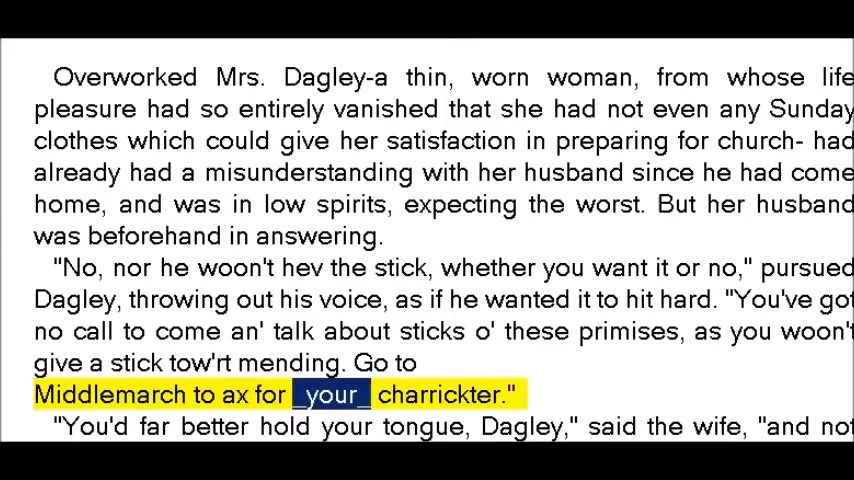 Overworked Mrs. Dagley-a thin, worn woman, from whose life
pleasure had so entirely vanished that she had not even any Sunday
clothes which could give her satisfaction in preparing for church- had
already had a misunderstanding with her husband since he had come
home, and was in low spirits, expecting the worst. But her husband
was beforehand in answering.
"No, nor he woon't hev the stick, whether you want it or no," pursued
Dagley, throwing out his voice, as if he wanted it to hit hard. "You've got
no call to come an' talk about sticks o' these primises, as you woon't
give a stick tow'rt mending. Go to
Middlemarch to ax for _your_ charrickter."
"You'd far better hold your tongue, Dagley," said the wife, "and not